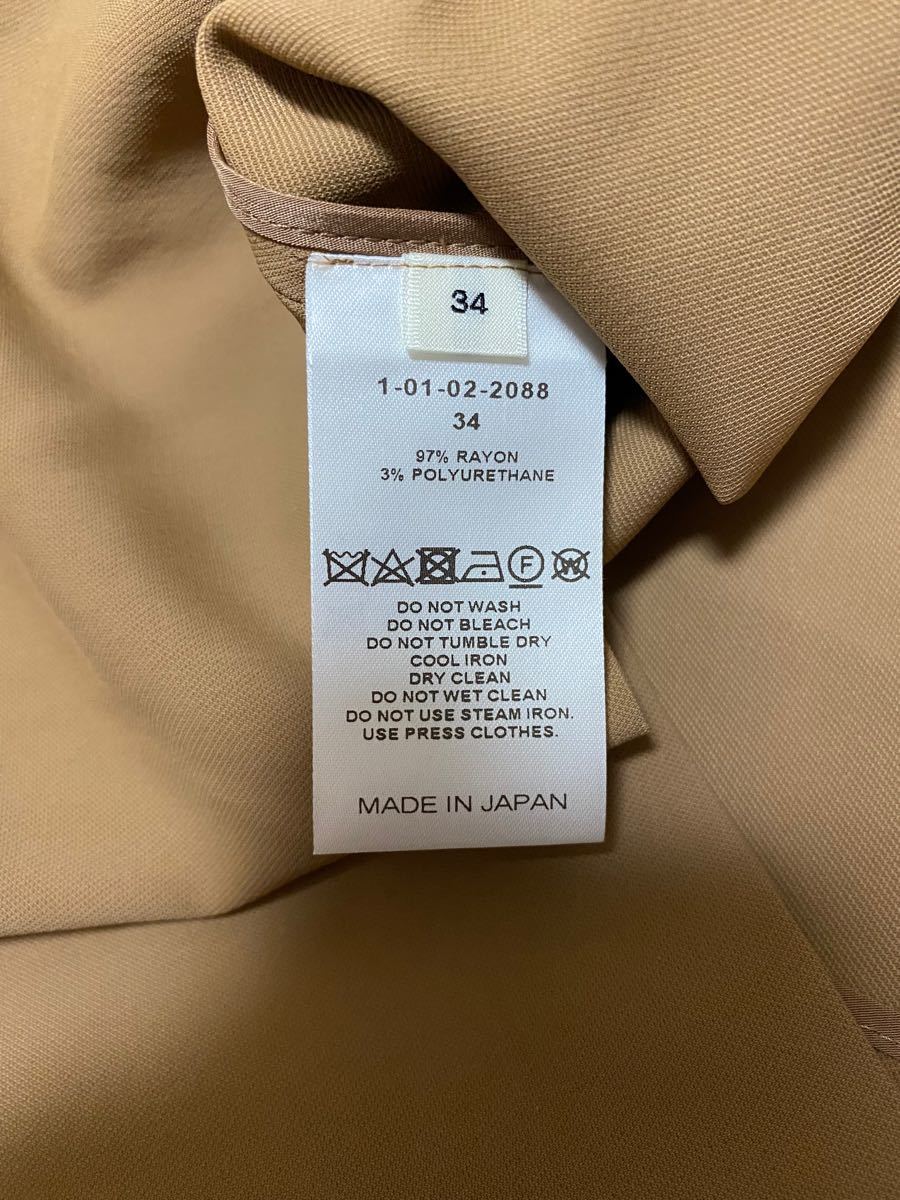 34
1-01-02-2088
34
97% RAYON
3% POLYURETHANE
F W
DO NOT WASH
DO NOT BLEACH
DO NOT TUMBLE DRY
COOL IRON
DRY CLEAN
DO NOT WET CLEAN
DO NOT USE STEAM IRON.
USE PRESS CLOTHES.
MADE IN JAPAN